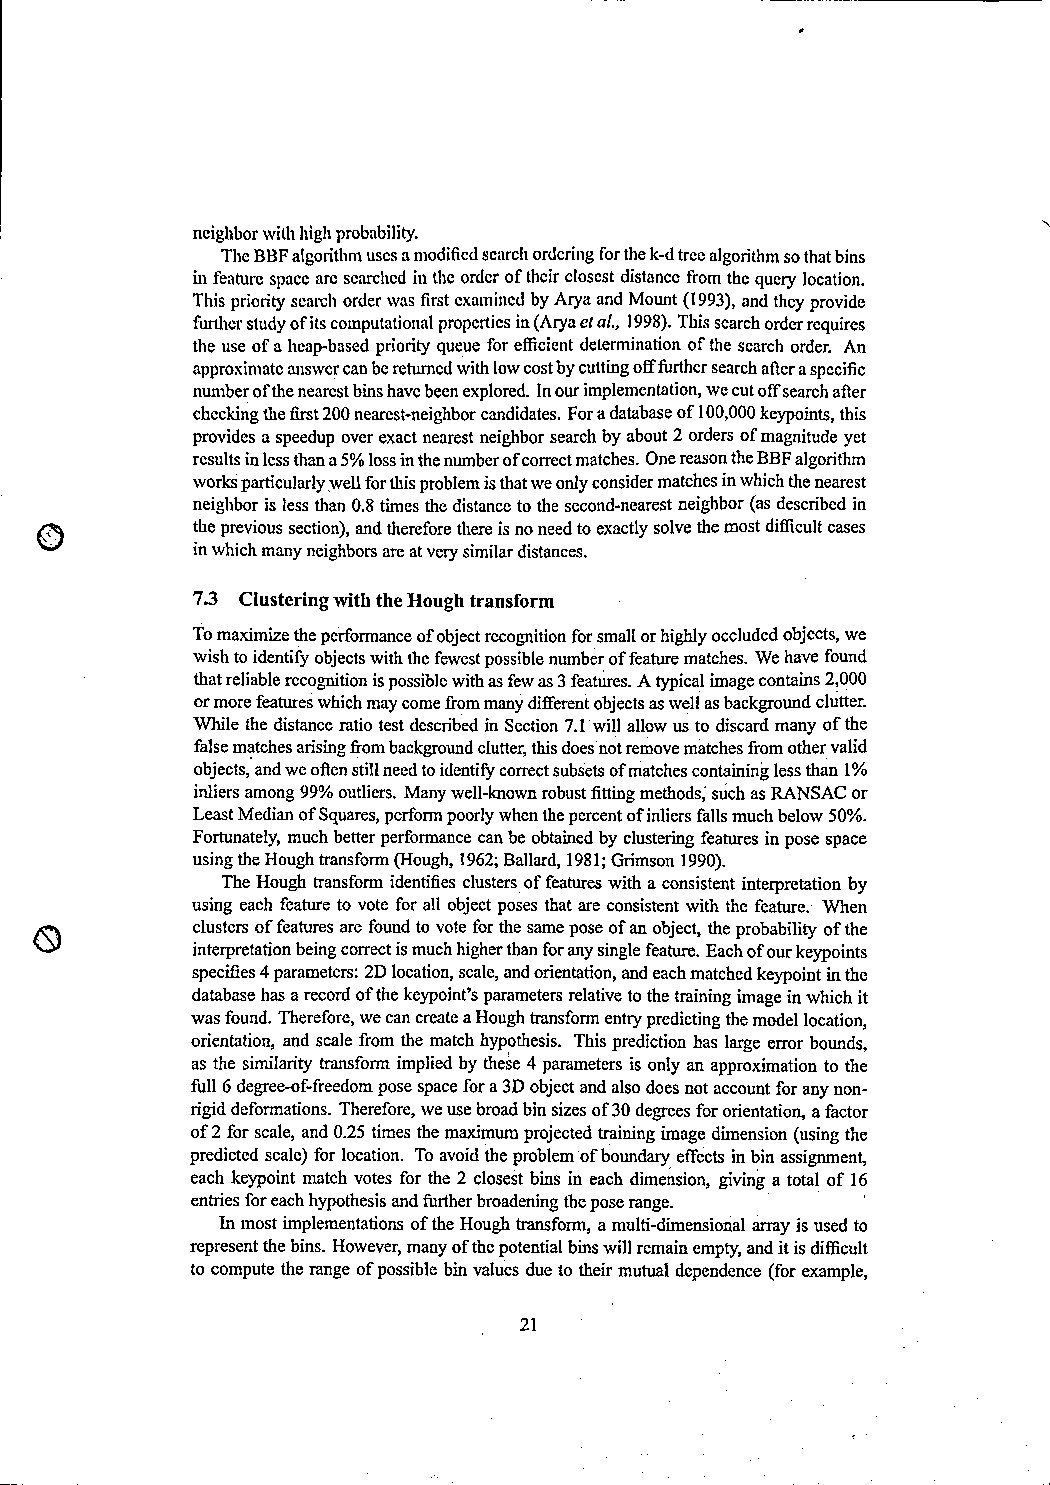 neighbor with high probability.
The BBF algorithm uses a modified search ordering for the k-d tree algorithm so that bins
in feature space are searched in the order of their closest distance from the query location.
This priority search order was first examined by Arya and Mount (1993), and they provide
further study of its computational properties in (Arya et al., 1998). This search order requires
the use of a heap-based priority queue for efficient determination of the search order. An
approximate answer can be returned with low cost by cutting off further search after a specific
number of the nearest bins have been explored. In our implementation, we cut off search after
checking the first 200 nearest-neighbor candidates. For a database of 100,000 keypoints, this
provides a speedup over exact nearest neighbor search by about 2 orders of magnitude yet
results in less than a 5% loss in the number of correct matches. One reason the BBF algorithm
works particularly well for this problem is that we only consider matches in which the nearest
neighbor is less than 0.8 times the distance to the second-nearest neighbor (as described in
the previous section), and therefore there is no need to exactly solve the most difficult cases
in which many neighbors are at very similar distances.
7.3 Clustering with the Hough transform
To maximize the performance of object recognition for small or highly occluded objects, we
wish to identify objects with the fewest possible number of feature matches. We have found
that reliable recognition is possible with as few as 3 features. A typical image contains 2,000
or more features which may come from many different objects as well as background clutter.
While the distance ratio test described in Section 7.1 will allow us to discard many of the
false matches arising from background clutter, this does not remove matches from other valid
objects, and we often still need to identify correct subsets of matches containing less than 1%
inliers among 99% outliers. Many well-known robust fitting methods, such as RANSAC or
Least Median of Squares, perform poorly when the percent of inliers falls much below 50%.
Fortunately, much better performance can be obtained by clustering features in pose space
using the Hough transform (Hough, 1962; Ballard, 1981; Grimson 1990).
The Hough transform identifies clusters of features with a consistent interpretation by
using each feature to vote for all object poses that are consistent with the feature. When
clusters of features are found to vote for the same pose of an object, the probability of the
interpretation being correct is much higher than for any single feature. Each of our keypoints
specifies 4 parameters: 2D location, scale, and orientation, and each matched keypoint in the
database has a record of the keypoint's parameters relative to the training image in which it
was found. Therefore, we can create a Hough transform entry predicting the model location,
orientation, and scale from the match hypothesis. This prediction has large error bounds,
as the similarity transform implied by these 4 parameters is only an approximation to the
full 6 degree-of-freedom pose space for a 3D object and also does not account for any non-
rigid deformations. Therefore, we use broad bin sizes of 30 degrees for orientation, a factor
of 2 for scale, and 0.25 times the maximum projected training image dimension (using the
predicted scale) for location. To avoid the problem of boundary effects in bin assignment,
each keypoint match votes for the 2 closest bins in each dimension, giving a total of 16
entries for each hypothesis and further broadening the pose range.
In most implementations of the Hough transform, a multi-dimensional array is used to
represent the bins. However, many of the potential bins will remain empty, and it is difficult
to compute the range of possible bin values due to their mutual dependence (for example,
21